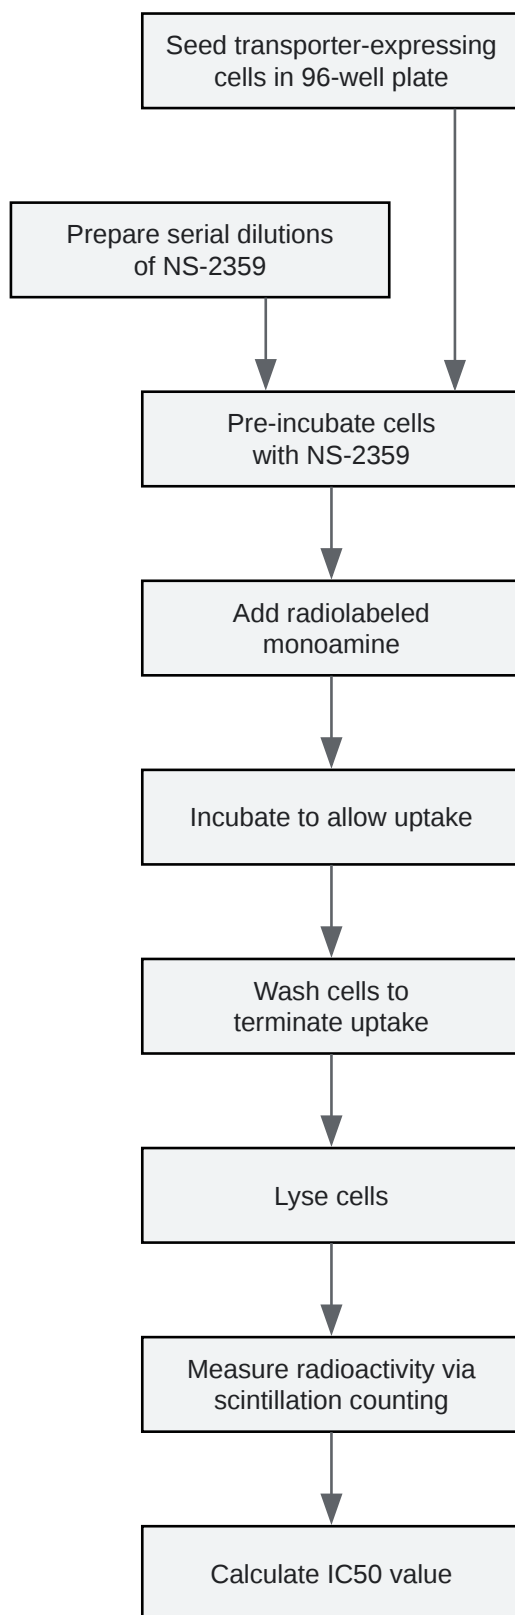 Seed transporter-expressing
cells in 96-well plate
Prepare serial dilutions
of NS-2359
Pre-incubate cells
with NS-2359
Add radiolabeled
monoamine
Incubate to allow uptake
Wash cells to
terminate uptake
Lyse cells
Measure radioactivity via
scintillation counting
Calculate IC50 value